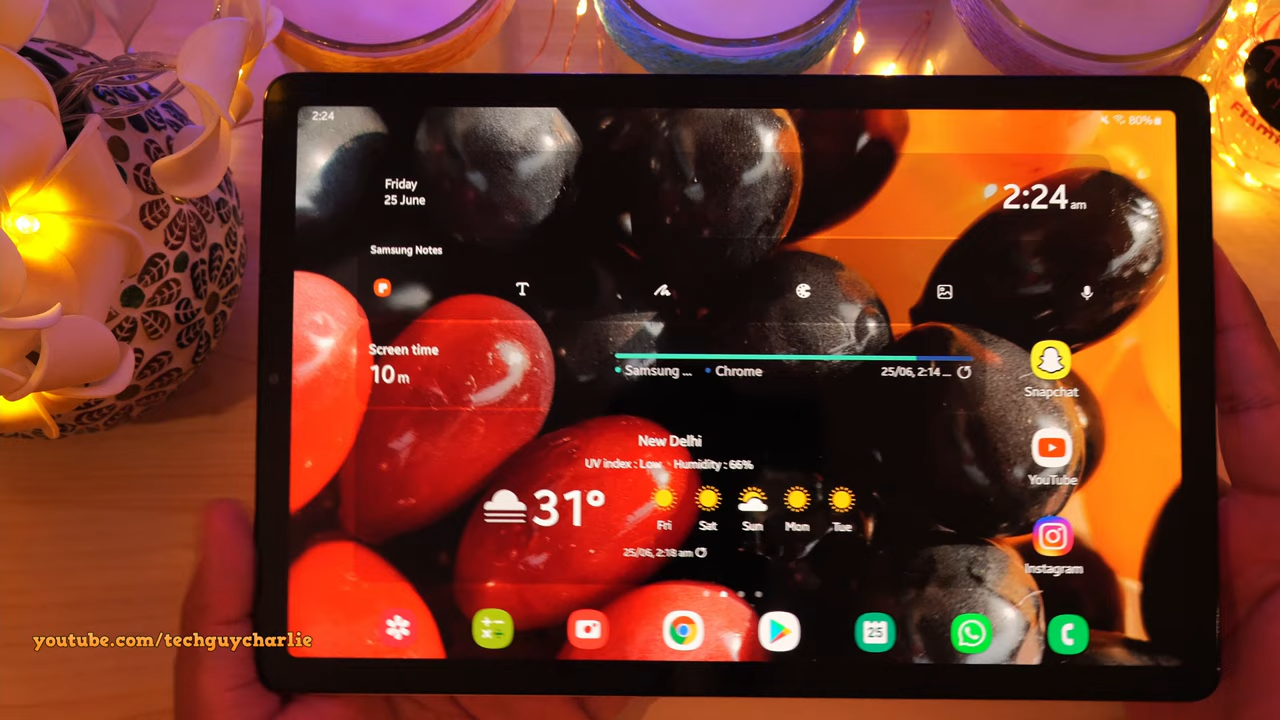 2:24
80%
Friday
25 June
2:24 am
Samsung Notes
T
Screen time
10 m
Samsung ...
Chrome
25/06, 2:14 ...
Snapchat
New Delhi
UV index : Low
Humidity : 66%
YouTube
31°
Fri
Sat
Sun
Mon
Tue
25/06, 2:18 am
Instagram
25
youtube.com/techguycharlie